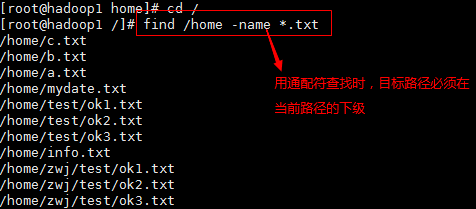 [root@hadoop1 home]# cd /
[root@hadoop1 /]# find /home -name *.txt
/home/c.txt
/home/b.txt
/home/a.txt
/home/mydate.txt
/home/test/ok1.txt
/home/test/ok2.txt
/home/test/ok3.txt
/home/info.txt
/home/zwj/test/ok1.txt
/home/zwj/test/ok2.txt
/home/zwj/test/ok3.txt
用通配符查找时，目标路径必须在
当前路径的下级